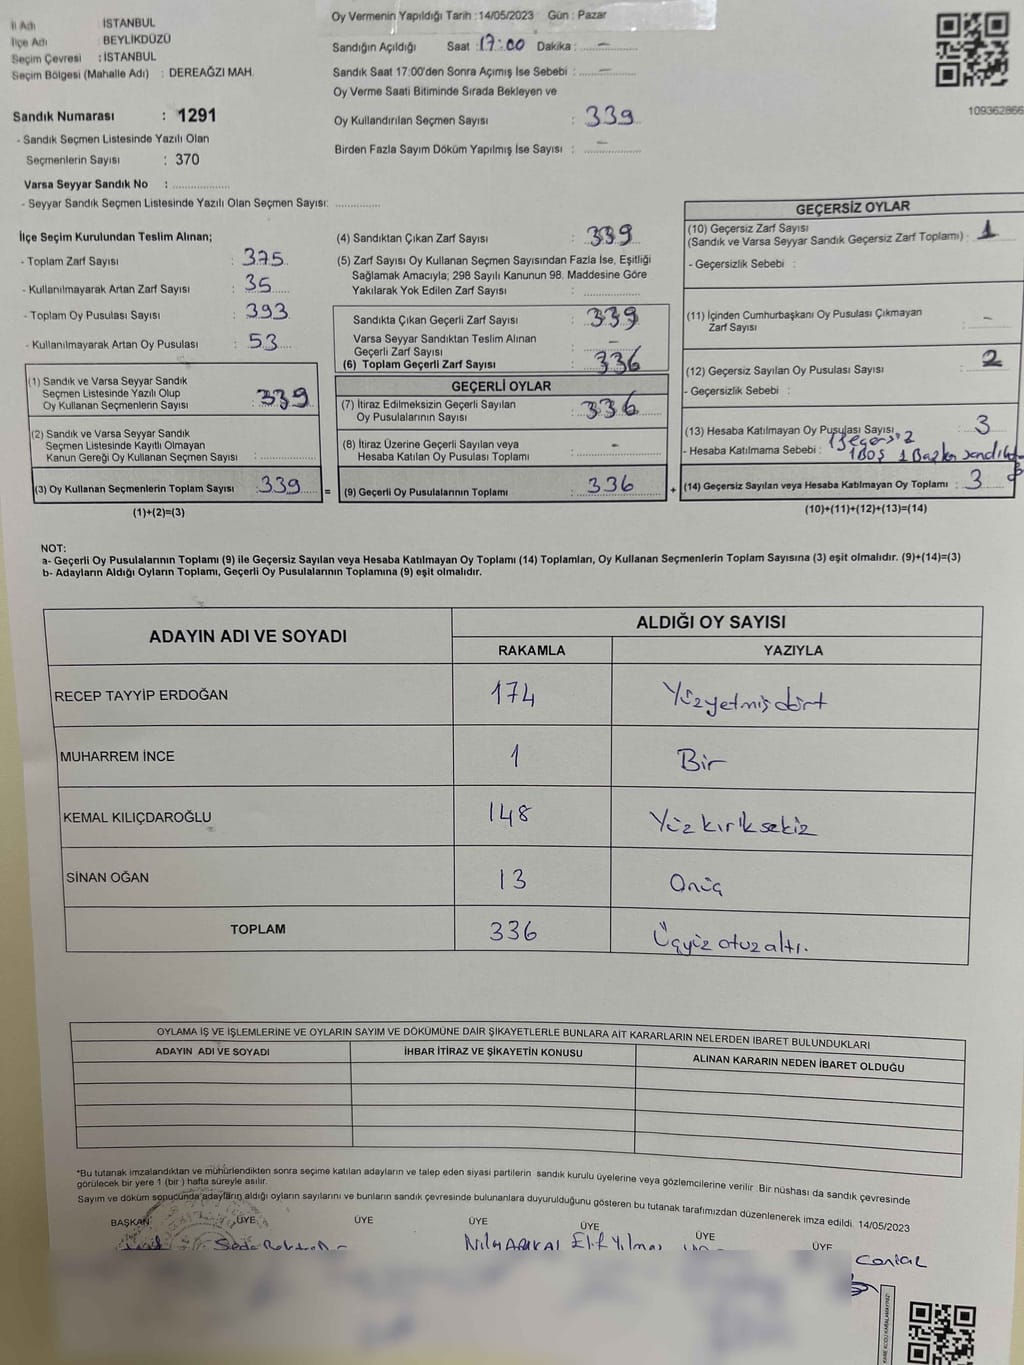 İl Adı İSTANBUL
İlçe Adı BEYLİKDÜZÜ
Seçim Çevresi : İSTANBUL
Seçim Bölgesi (Mahalle Adı) : DEREAĞZI MAH.
Sandık Numarası : 1291
- Sandık Seçmen Listesinde Yazılı Olan
Seçmenlerin Sayısı : 370
Varsa Seyyar Sandık No : ................
- Seyyar Sandık Seçmen Listesinde Yazılı Olan Seçmen Sayısı: ............
Oy Vermenin Yapıldığı Tarih : 14/05/2023 Gün : Pazar
Sandığın Açıldığı Saat : 17:00 Dakika : —
Sandık Saat 17:00'den Sonra Açımış İse Sebebi : —
Oy Verme Saati Bitiminde Sırada Bekleyen ve
Oy Kullandırılan Seçmen Sayısı : 339
Birden Fazla Sayım Döküm Yapılmış İse Sayısı : —
109362866
İlçe Seçim Kurulundan Teslim Alınan;
- Toplam Zarf Sayısı : 375
- Kullanılmayarak Artan Zarf Sayısı : 35
- Toplam Oy Pusulası Sayısı : 393
- Kullanılmayarak Artan Oy Pusulası : 53
(1) Sandık ve Varsa Seyyar Sandık
Seçmen Listesinde Yazılı Olup
Oy Kullanan Seçmenlerin Sayısı : 339
(2) Sandık ve Varsa Seyyar Sandık
Seçmen Listesinde Kayıtlı Olmayan
Kanun Gereği Oy Kullanan Seçmen Sayısı : ............
(3) Oy Kullanan Seçmenlerin Toplam Sayısı : 339 =
(1)+(2)=(3)
(4) Sandıktan Çıkan Zarf Sayısı : 339
(5) Zarf Sayısı Oy Kullanan Seçmen Sayısından Fazla İse, Eşitliği
Sağlamak Amacıyla; 298 Sayılı Kanunun 98. Maddesine Göre
Yakılarak Yok Edilen Zarf Sayısı : ............
Sandıkta Çıkan Geçerli Zarf Sayısı : 339
Varsa Seyyar Sandıktan Teslim Alınan
Geçerli Zarf Sayısı : —
(6) Toplam Geçerli Zarf Sayısı : 336
GEÇERLİ OYLAR
(7) İtiraz Edilmeksizin Geçerli Sayılan
Oy Pusulalarının Sayısı : 336
(8) İtiraz Üzerine Geçerli Sayılan veya
Hesaba Katılan Oy Pusulası Toplamı : -
(9) Geçerli Oy Pusulalarının Toplamı : 336 +
GEÇERSİZ OYLAR
(10) Geçersiz Zarf Sayısı
(Sandık ve Varsa Seyyar Sandık Geçersiz Zarf Toplamı) : 1
- Geçersizlik Sebebi :
(11) İçinden Cumhurbaşkanı Oy Pusulası Çıkmayan
Zarf Sayısı : -
(12) Geçersiz Sayılan Oy Pusulası Sayısı : 2
- Geçersizlik Sebebi :
(13) Hesaba Katılmayan Oy Pusulası Sayısı : 3
- Hesaba Katılmama Sebebi : 1 Geçersiz
1 Boş 1 Başka sandık
(14) Geçersiz Sayılan veya Hesaba Katılmayan Oy Toplamı : 3
(10)+(11)+(12)+(13)=(14)
NOT:
a- Geçerli Oy Pusulalarının Toplamı (9) ile Geçersiz Sayılan veya Hesaba Katılmayan Oy Toplamı (14) Toplamları, Oy Kullanan Seçmenlerin Toplam Sayısına (3) eşit olmalıdır. (9)+(14)=(3)
b- Adayların Aldığı Oyların Toplamı, Geçerli Oy Pusulalarının Toplamına (9) eşit olmalıdır.
ADAYIN ADI VE SOYADI ALDIĞI OY SAYISI
RAKAMLA YAZIYLA
RECEP TAYYİP ERDOĞAN 174 Yüzyetmişdört
MUHARREM İNCE 1 Bir
KEMAL KILIÇDAROĞLU 148 Yüz kırık sekiz
SİNAN OĞAN 13 Onüç
TOPLAM 336 Üçyüz otuz altı.
OYLAMA İŞ VE İŞLEMLERİNE VE OYLARIN SAYIM VE DÖKÜMÜNE DAİR ŞİKAYETLERLE BUNLARA AİT KARARLARIN NELERDEN İBARET BULUNDUKLARI
ADAYIN ADI VE SOYADI İHBAR İTİRAZ VE ŞİKAYETİN KONUSU ALINAN KARARIN NEDEN İBARET OLDUĞU
*Bu tutanak imzalandıktan ve mühürlendikten sonra seçime katılan adayların ve talep eden siyasi partilerin sandık kurulu üyelerine veya gözlemcilerine verilir .Bir nüshası da sandık çevresinde
görülecek bir yere 1 (bir ) hafta süreyle asılır.
Sayım ve döküm sonucunda adayların aldığı oyların sayılarını ve bunların sandık çevresinde bulunanlara duyurulduğunu gösteren bu tutanak tarafımızdan düzenlenerek imza edildi. 14/05/2023
BAŞKAN ÜYE ÜYE ÜYE ÜYE ÜYE ÜYE
Elif Yılmaz